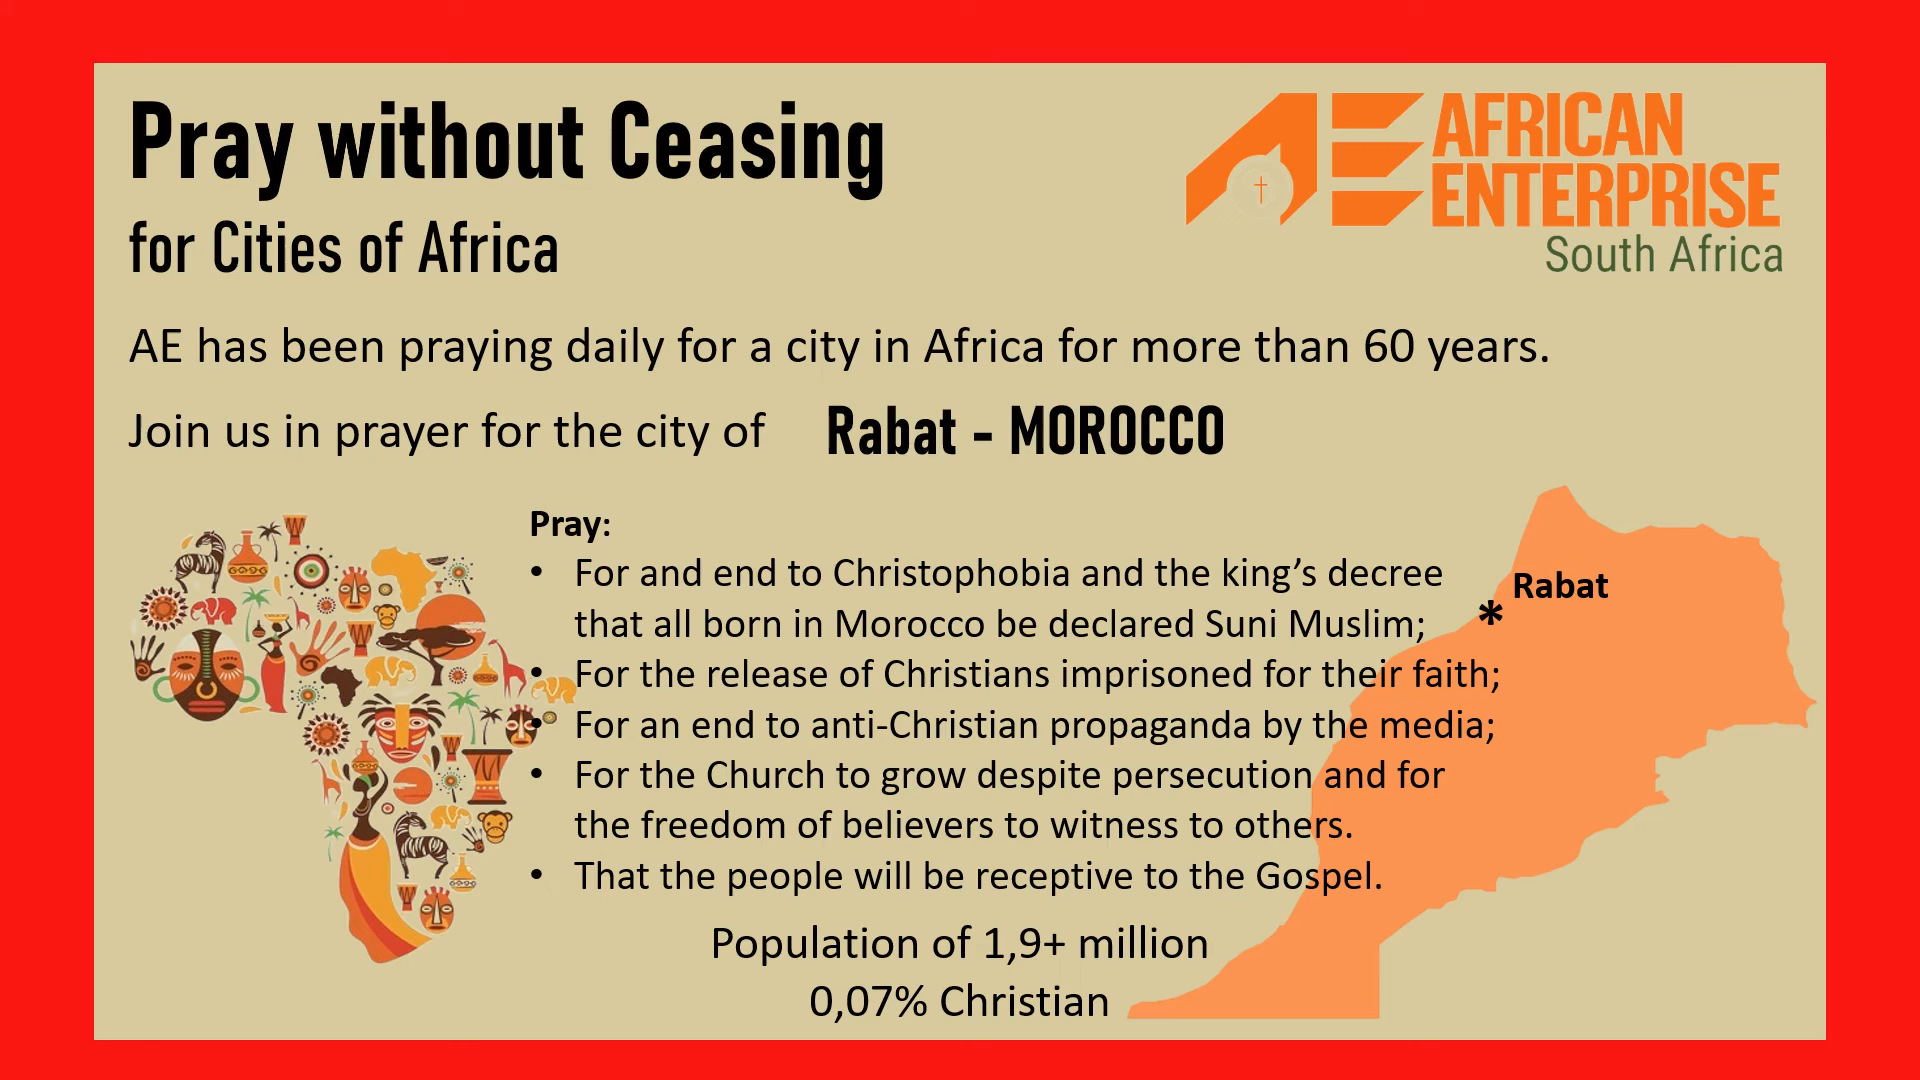 Pray without Ceasing
for Cities of Africa
AFRICAN
ENTERPRISE
South Africa
AE has been praying daily for a city in Africa for more than 60 years.
Join us in prayer for the city of Rabat - MOROCCO
Pray:
• For and end to Christophobia and the king’s decree
that all born in Morocco be declared Suni Muslim;
Rabat
*
• For the release of Christians imprisoned for their faith;
• For an end to anti-Christian propaganda by the media;
• For the Church to grow despite persecution and for
the freedom of believers to witness to others.
• That the people will be receptive to the Gospel.
Population of 1,9+ million
0,07% Christian